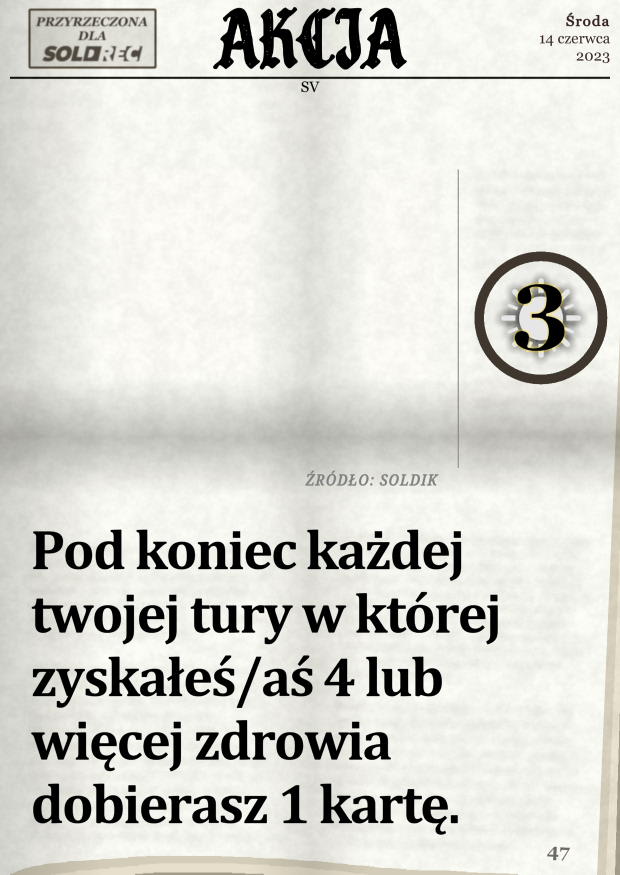 PRZYRZECZONA
DLA
SOLDREC
AKCJA
Środa
14 czerwca
2023
SV
3
ŹRÓDŁO: SOLDIK
Pod koniec każdej
twojej tury w której
zyskałeś/aś 4 lub
więcej zdrowia
dobierasz 1 kartę.
47